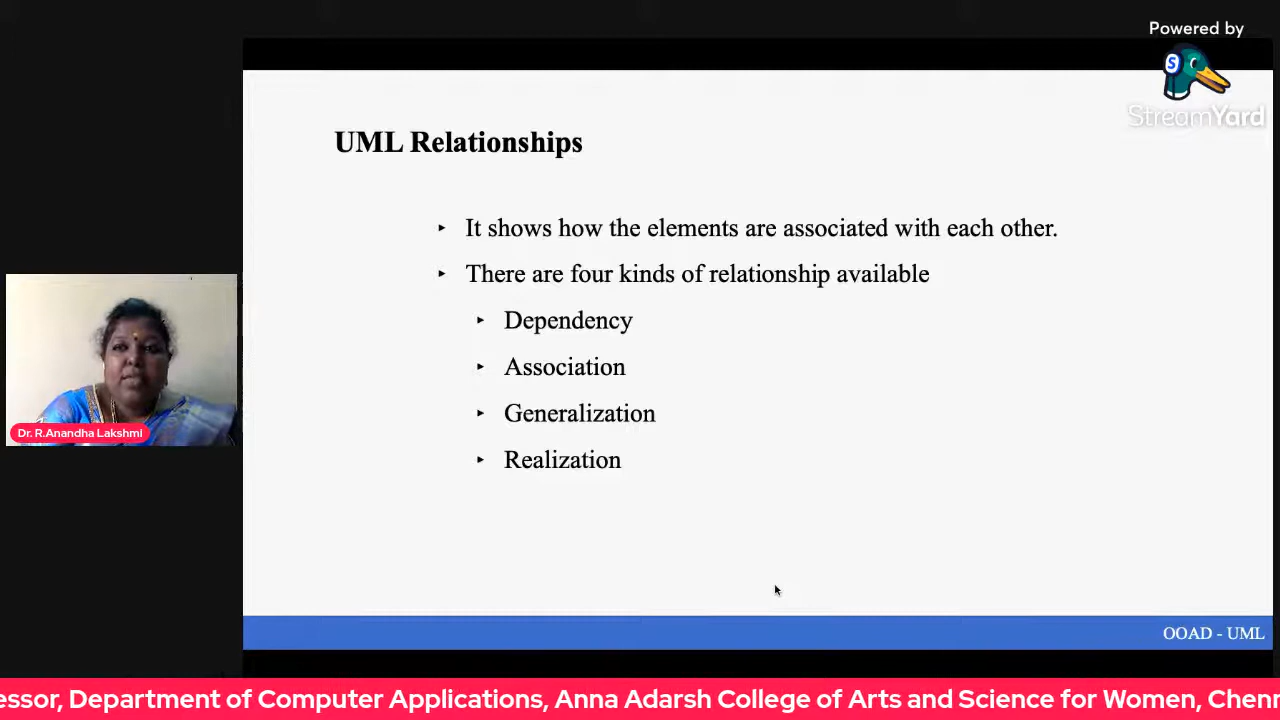 Powered by
S
StreamYard
UML Relationships
‣ It shows how the elements are associated with each other.
‣ There are four kinds of relationship available
‣ Dependency
‣ Association
‣ Generalization
‣ Realization
Dr. R.Anandha Lakshmi
OOAD - UML
essor, Department of Computer Applications, Anna Adarsh College of Arts and Science for Women, Chenn